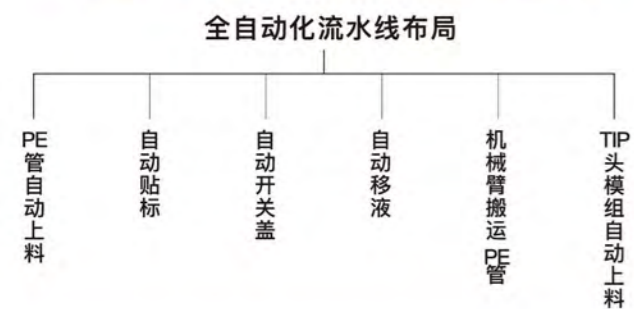 全自动化流水线布局
PE管自动上料
自动贴标
自动开关盖
自动移液
机械臂搬运PE管
TIP头模组自动上料